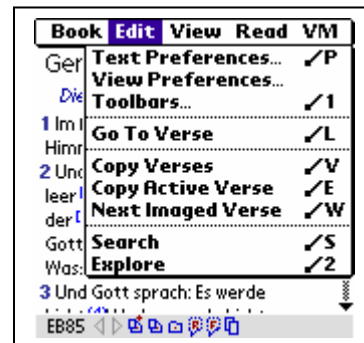 Book Edit View Read VM
Ger
Text Preferences... ✓P
View Preferences...
Die
Toolbars... ✓1
1 Im
Go To Verse ✓L
Himr
2 Und
Copy Verses ✓V
leer
Copy Active Verse ✓E
der
Next Imaged Verse ✓W
Gott
Search ✓S
Was:
Explore ✓2
3 Und Gott sprach: Es werde
EB85